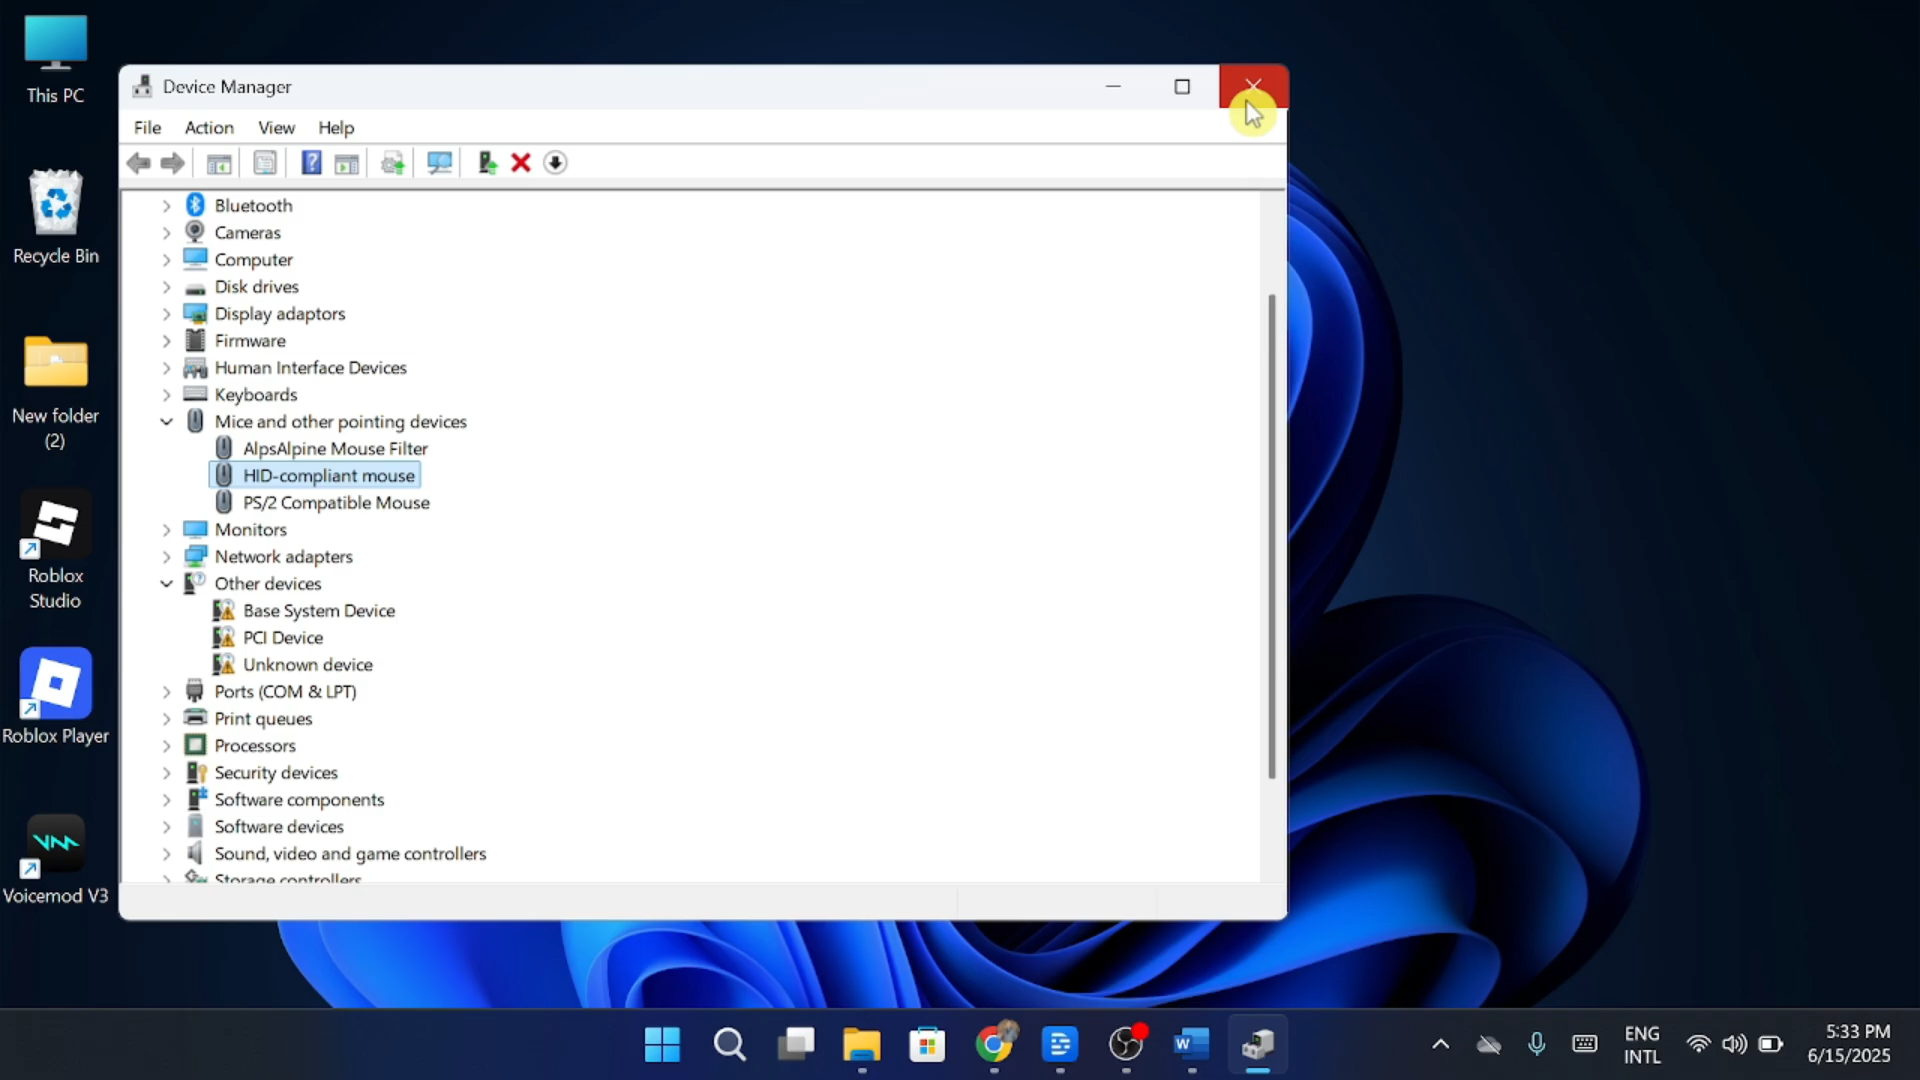 This PC
Recycle Bin
New folder
(2)
Roblox
Studio
Roblox Player
Voicemod V3
Device Manager
File Action View Help
Bluetooth
Cameras
Computer
Disk drives
Display adaptors
Firmware
Human Interface Devices
Keyboards
Mice and other pointing devices
AlpsAlpine Mouse Filter
HID-compliant mouse
PS/2 Compatible Mouse
Monitors
Network adapters
Other devices
Base System Device
PCI Device
Unknown device
Ports (COM & LPT)
Print queues
Processors
Security devices
Software components
Software devices
Sound, video and game controllers
Storage controllers
ENG
INTL
5:33 PM
6/15/2025